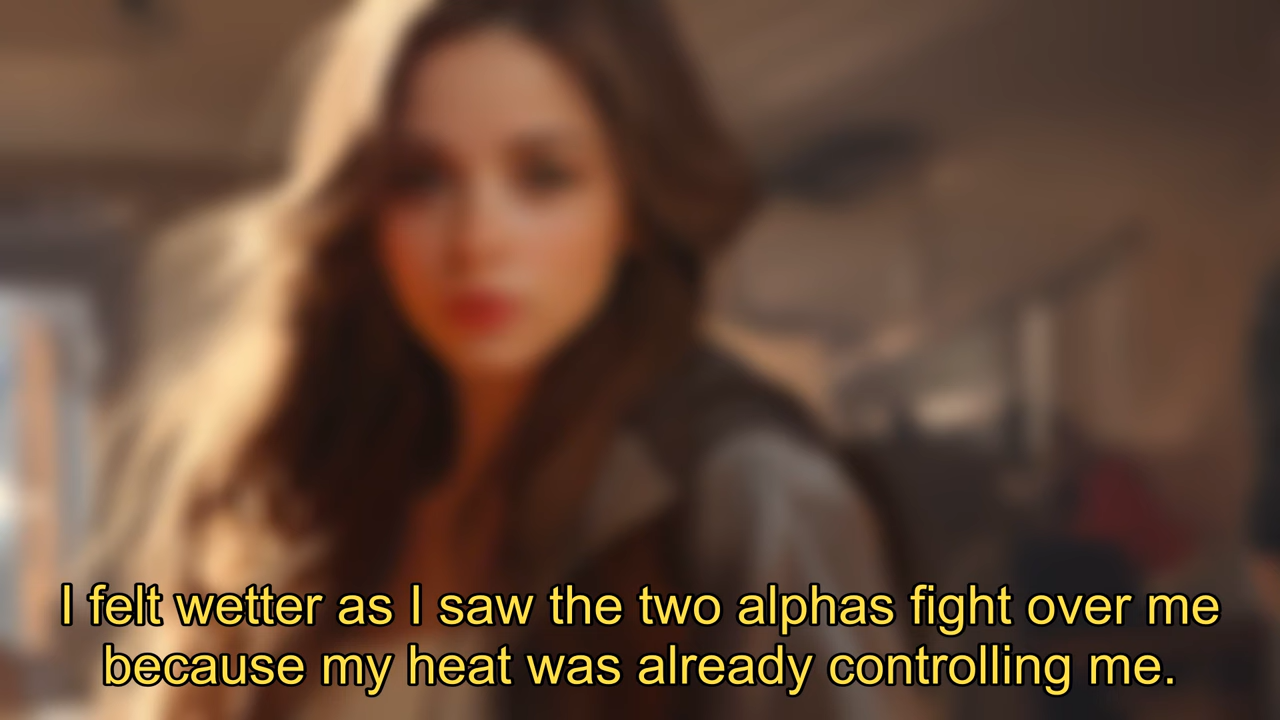 I felt wetter as I saw the two alphas fight over me
because my heat was already controlling me.